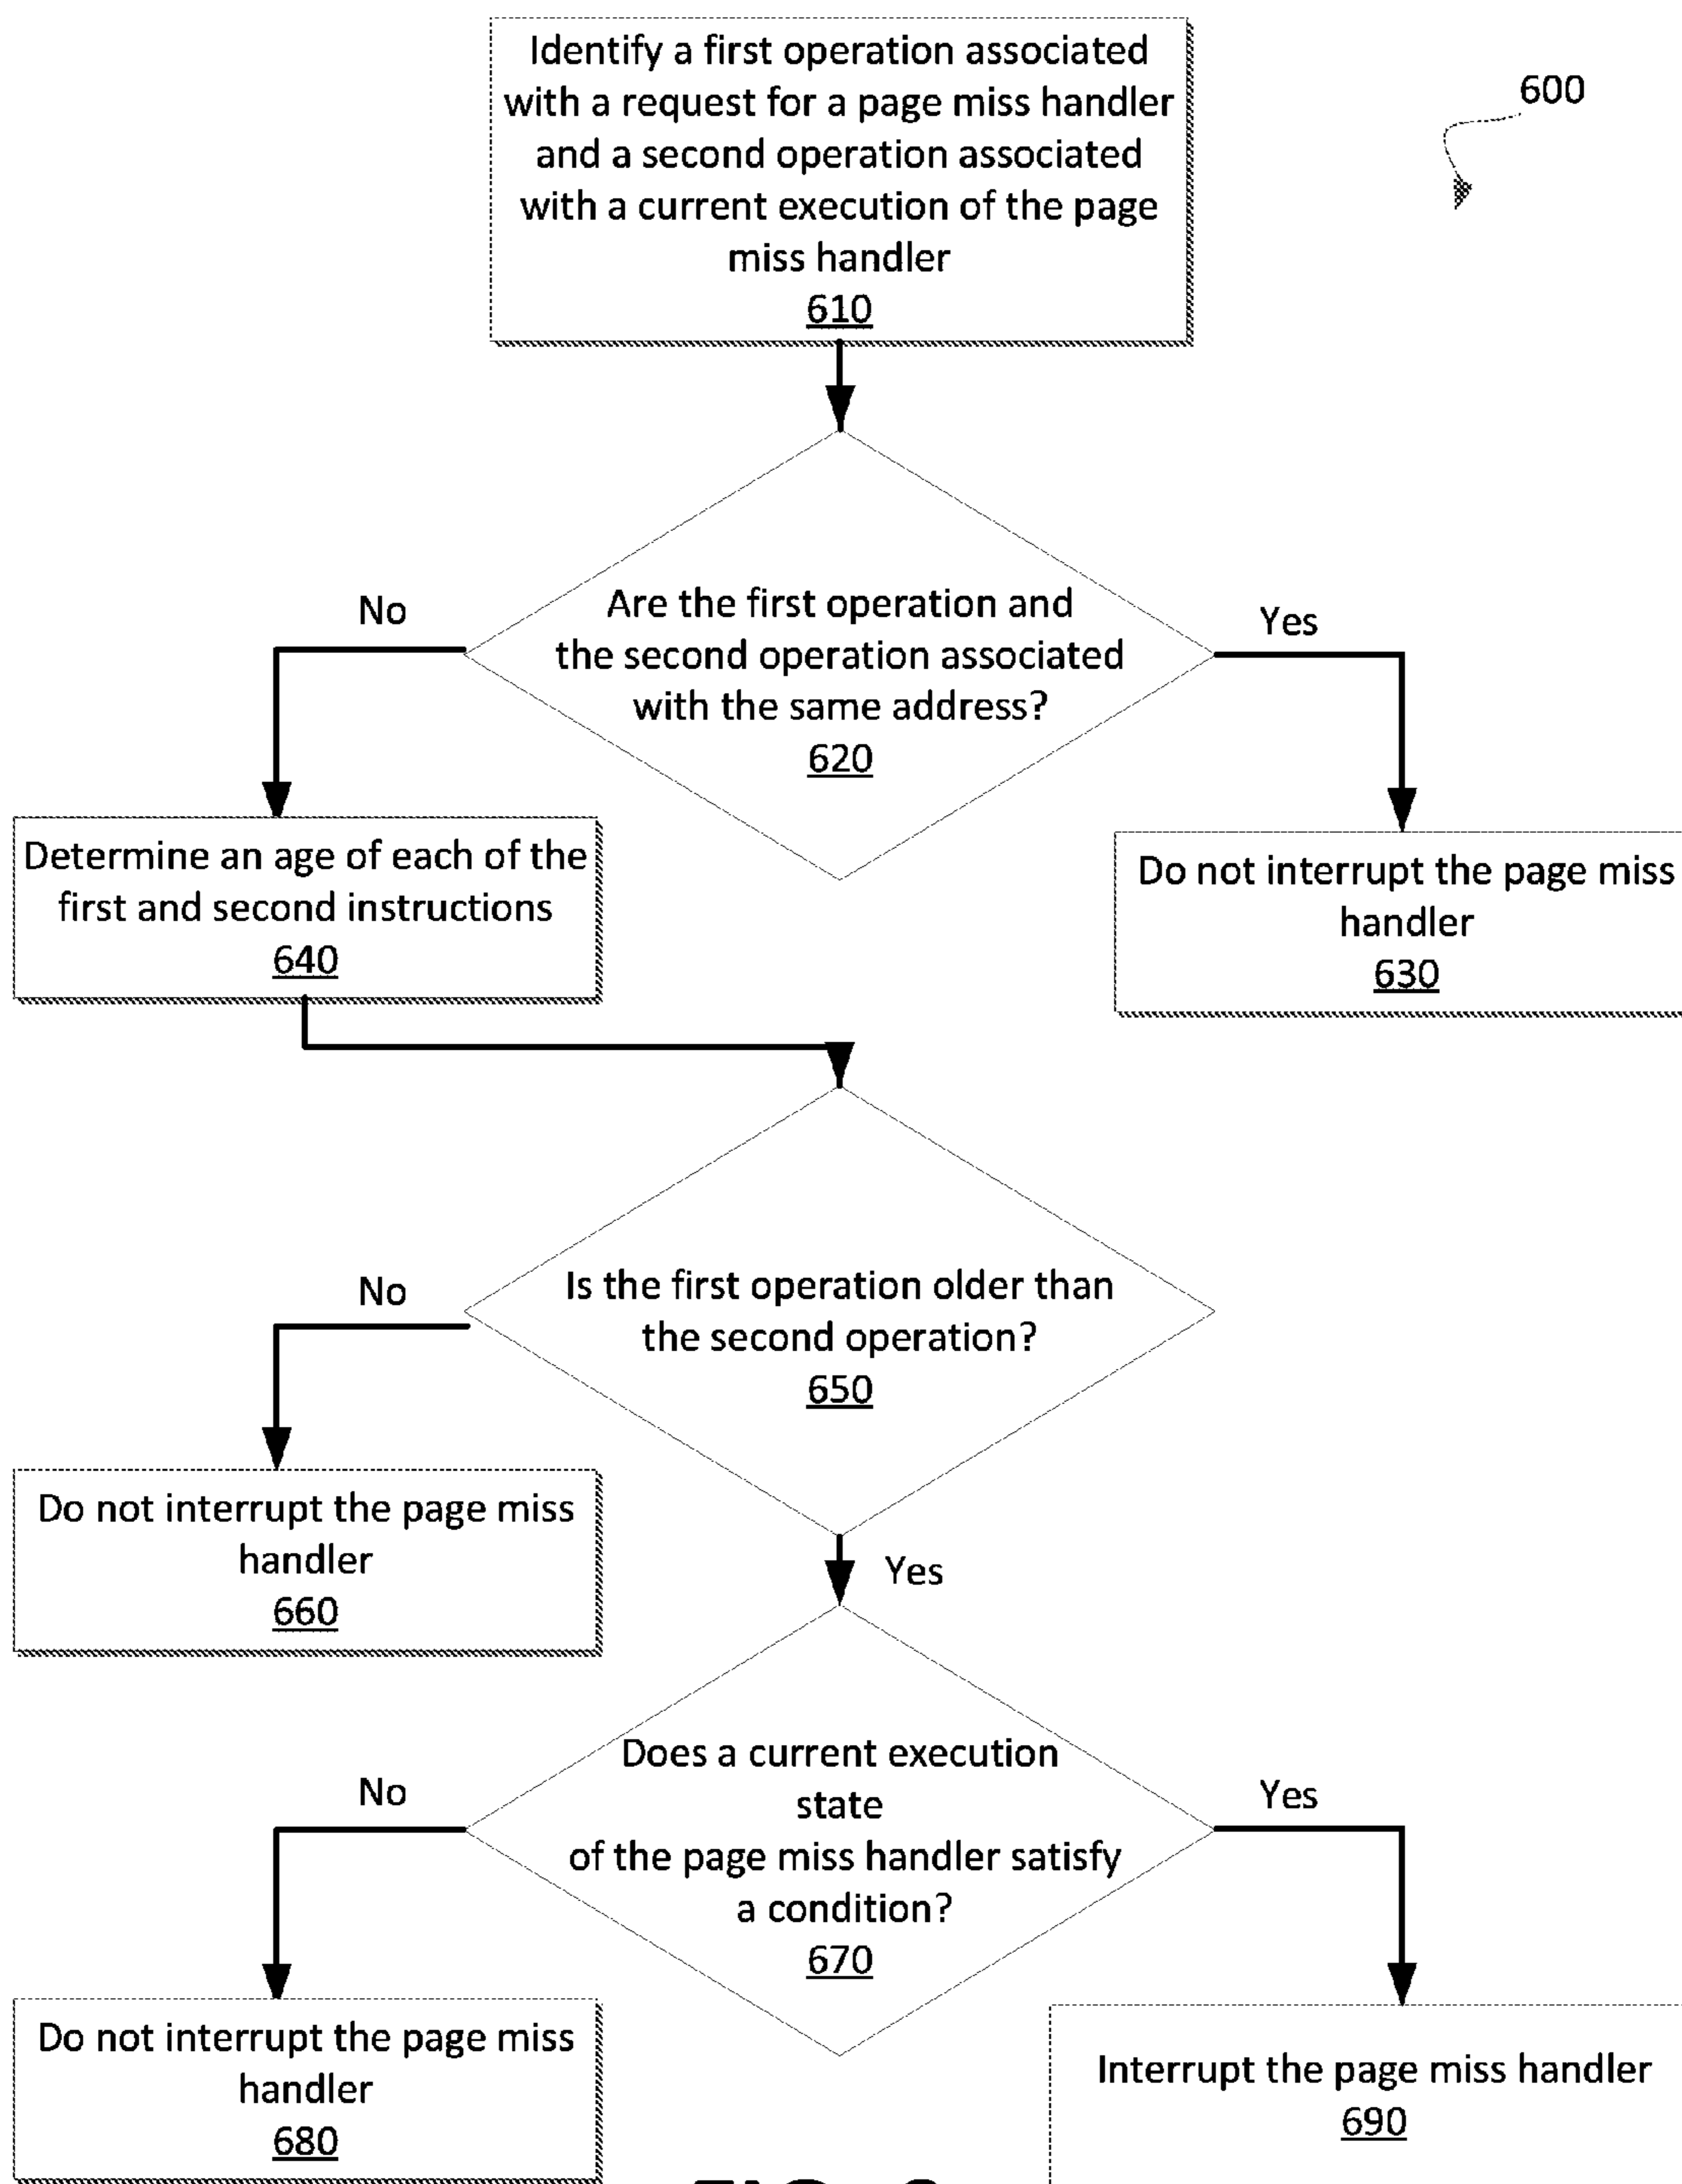 Identify a first operation associated
with a request for a page miss handler
and a second operation associated
with a current execution of the page
miss handler
610
600
No
Are the first operation and
the second operation associated
with the same address?
620
Yes
Determine an age of each of the
first and second instructions
640
Do not interrupt the page miss
handler
630
No
Is the first operation older than
the second operation?
650
Do not interrupt the page miss
handler
660
Yes
No
Does a current execution
state
of the page miss handler satisfy
a condition?
670
Yes
Do not interrupt the page miss
handler
680
Interrupt the page miss handler
690